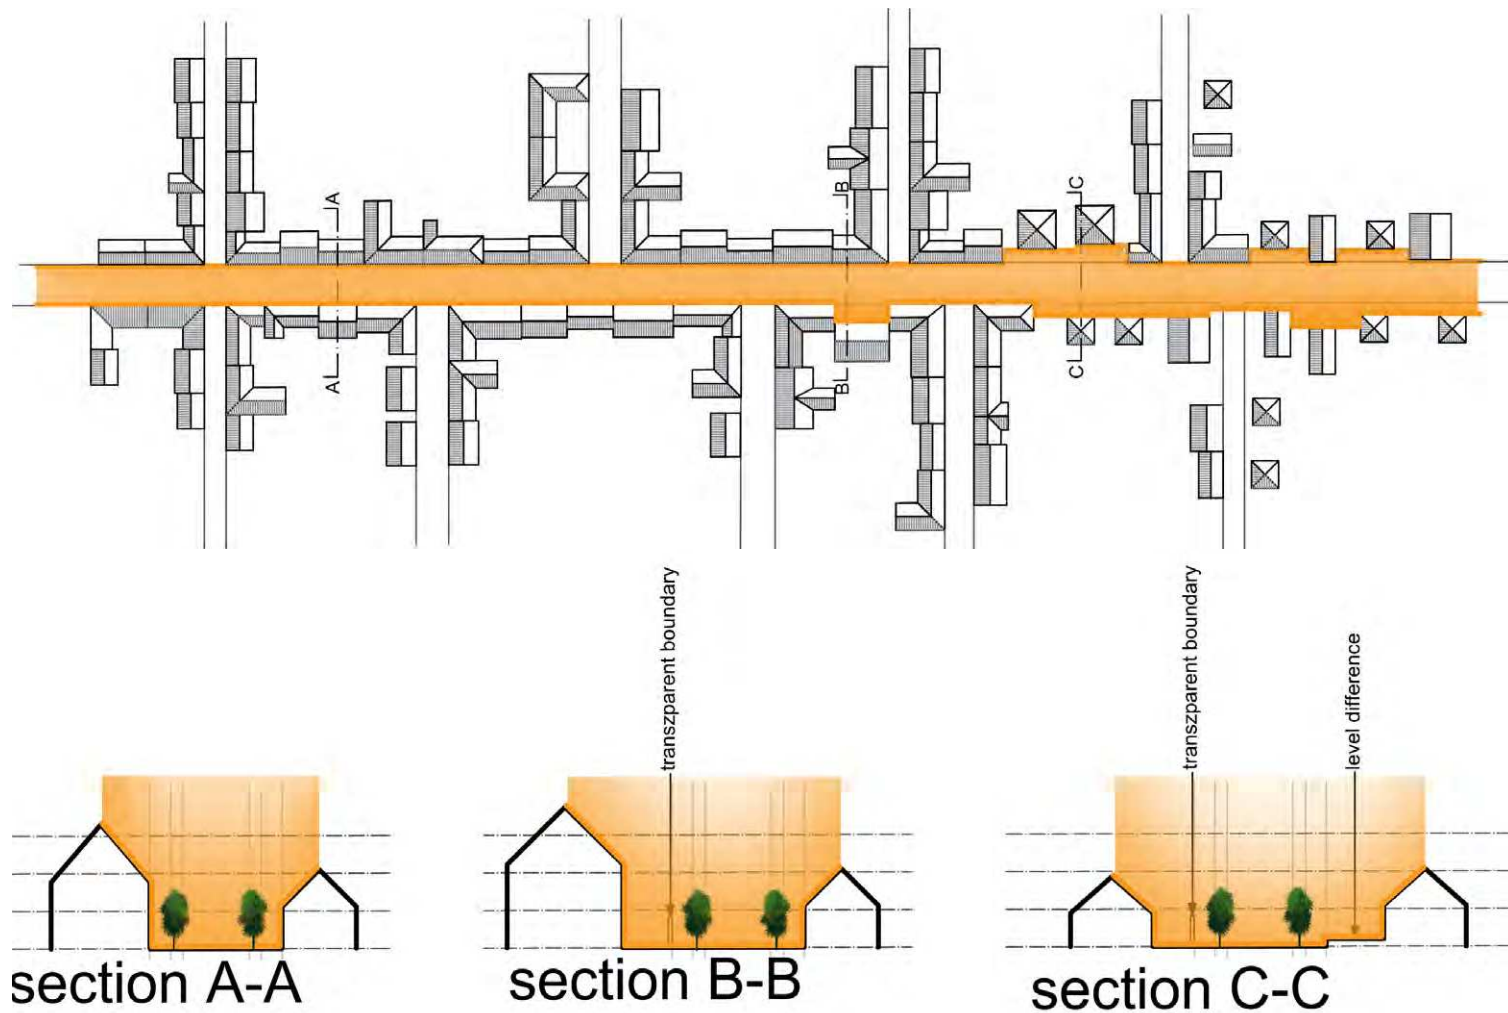 A
B
C
A
B
C
transzparent boundary
transzparent boundary
level difference
section A-A
section B-B
section C-C